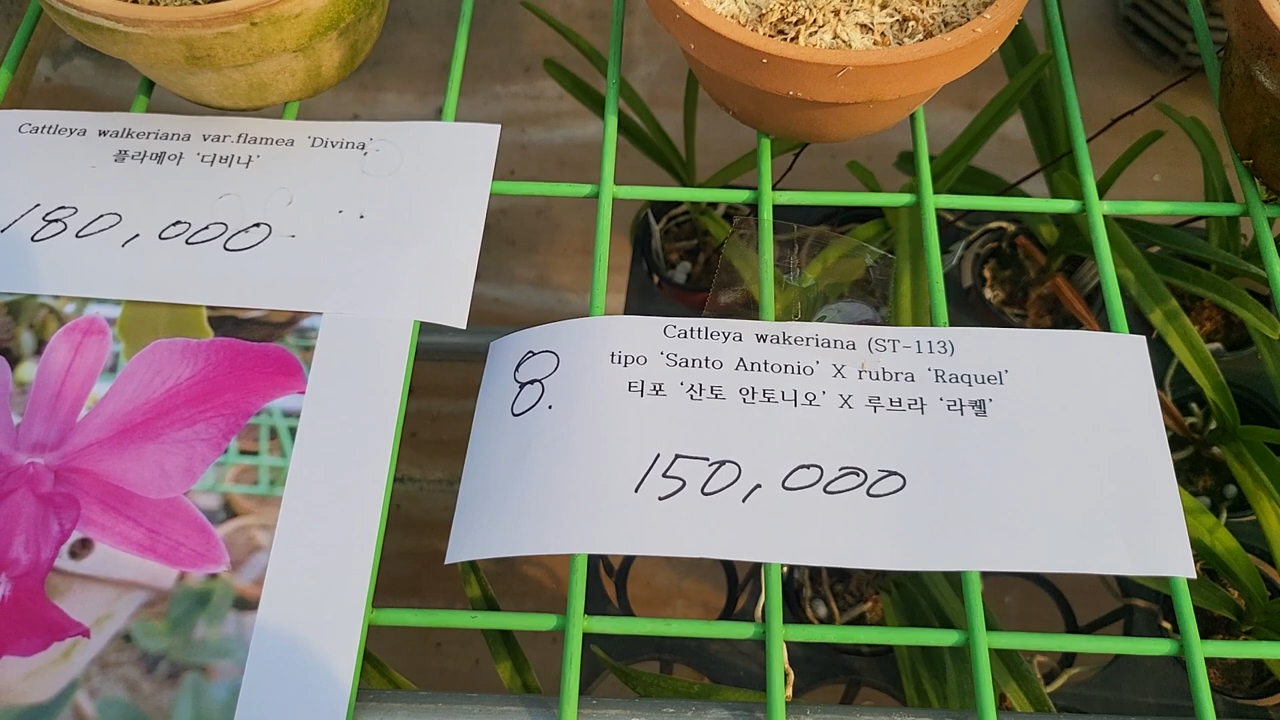 Cattleya walkeriana var.flamea ‘Divina’
플라메아 ‘디비나’
180,000
8.
Cattleya wakeriana (ST-113)
tipo ‘Santo Antonio’ X rubra ‘Raquel’
티포 ‘산토 안토니오’ X 루브라 ‘라퀠’
150,000